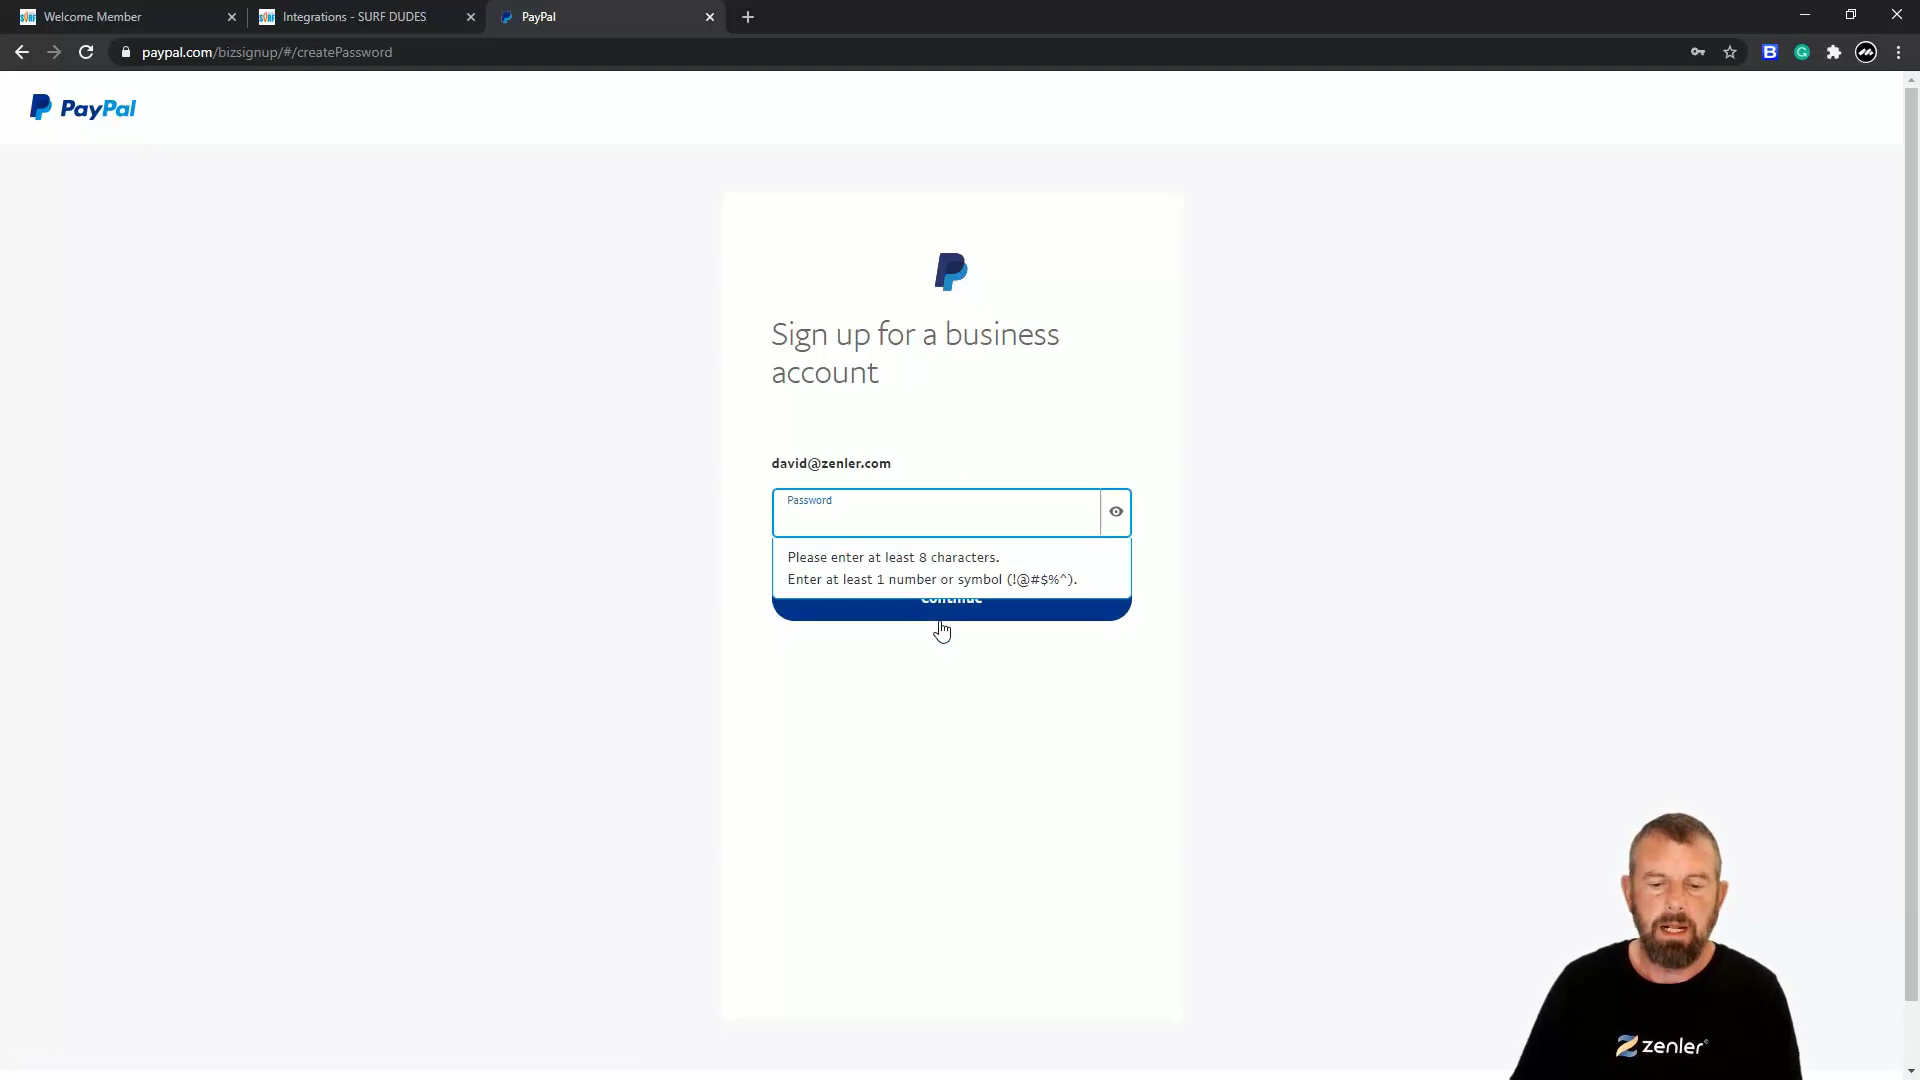 Welcome Member
Integrations - SURF DUDES
PayPal
paypal.com/bizsignup/#/createPassword
PayPal
Sign up for a business
account
david@zenler.com
Password
Please enter at least 8 characters.
Enter at least 1 number or symbol (!@#$%^).
Continue
zenler